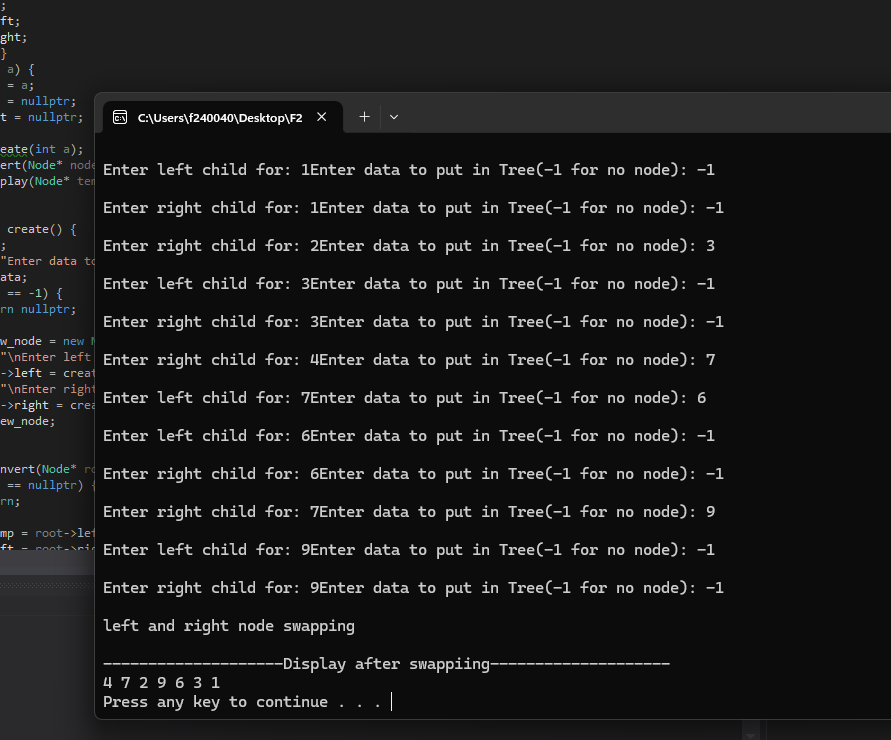 ;
ft;
ght;
}
a) {
= a;
= nullptr;
t = nullptr;
eate(int a);
ert(Node* node
play(Node* tem
create() {
;
"Enter data to
ata;
== -1) {
rn nullptr;
w_node = new N
"\nEnter left
->left = creat
"\nEnter right
->right = crea
ew_node;
nvert(Node* ro
== nullptr) {
rn;
mp = root->lef
ft = root->rig
C:\Users\f240040\Desktop\F2
Enter left child for: 1Enter data to put in Tree(-1 for no node): -1
Enter right child for: 1Enter data to put in Tree(-1 for no node): -1
Enter right child for: 2Enter data to put in Tree(-1 for no node): 3
Enter left child for: 3Enter data to put in Tree(-1 for no node): -1
Enter right child for: 3Enter data to put in Tree(-1 for no node): -1
Enter right child for: 4Enter data to put in Tree(-1 for no node): 7
Enter left child for: 7Enter data to put in Tree(-1 for no node): 6
Enter left child for: 6Enter data to put in Tree(-1 for no node): -1
Enter right child for: 6Enter data to put in Tree(-1 for no node): -1
Enter right child for: 7Enter data to put in Tree(-1 for no node): 9
Enter left child for: 9Enter data to put in Tree(-1 for no node): -1
Enter right child for: 9Enter data to put in Tree(-1 for no node): -1
left and right node swapping
--------------------Display after swappiing--------------------
4 7 2 9 6 3 1
Press any key to continue . . .